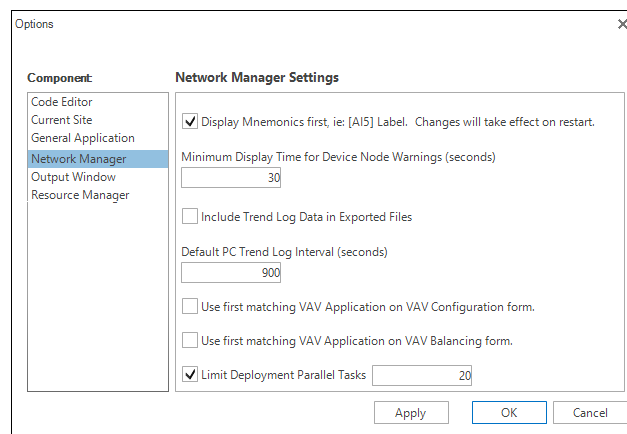 Options
Component:
Network Manager Settings
Code Editor
Current Site
General Application
Network Manager
Output Window
Resource Manager
Display Mnemonics first, ie: [AI5] Label.  Changes will take effect on restart.
Minimum Display Time for Device Node Warnings (seconds)
30
Include Trend Log Data in Exported Files
Default PC Trend Log Interval (seconds)
900
Use first matching VAV Application on VAV Configuration form.
Use first matching VAV Application on VAV Balancing form.
Limit Deployment Parallel Tasks 20
Apply OK Cancel